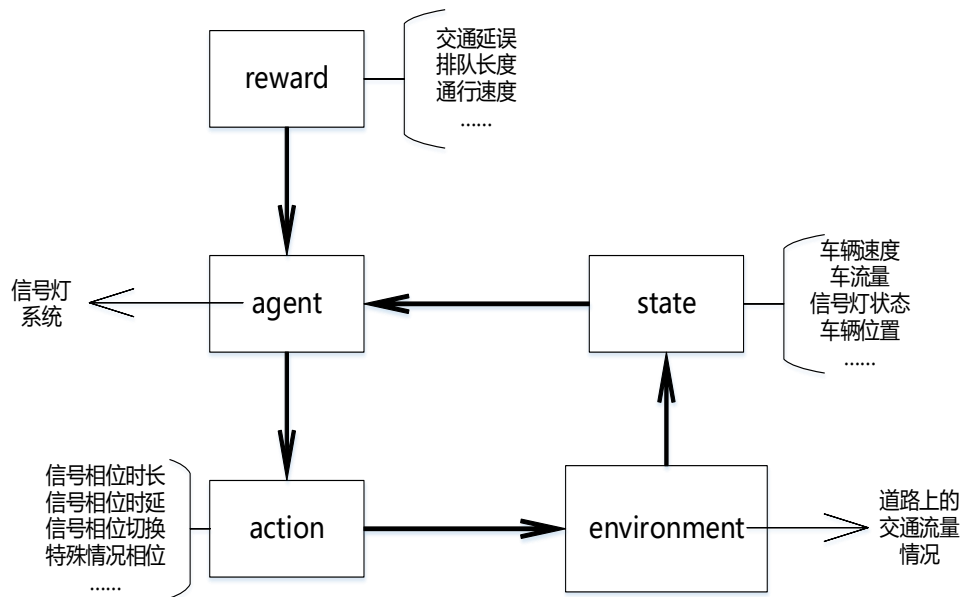 reward
交通延误
排队长度
通行速度
……
信号灯
系统
agent
state
车辆速度
车流量
信号灯状态
车辆位置
……
信号相位时长
信号相位时延
信号相位切换
特殊情况相位
……
action
environment
道路上的
交通流量
情况